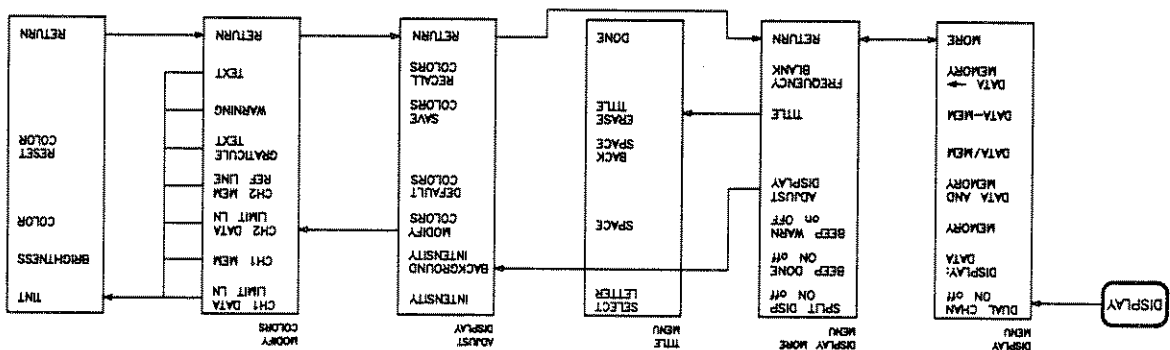 DISPLAY
DISPLAY
MENU
DUAL CHAN
ON off
DISPLAY:
DATA
MEMORY
DATA AND
MEMORY
DATA/MEM
DATA-MEM
DATA →
MEMORY
MORE
DISPLAY MORE
MENU
SPLIT DISP
ON off
BEEP DONE
ON off
BEEP WARN
on OFF
ADJUST
DISPLAY
TITLE
FREQUENCY
BLANK
RETURN
TITLE
MENU
SELECT
LETTER
SPACE
BACK
SPACE
ERASE
TITLE
DONE
ADJUST
DISPLAY
INTENSITY
BACKGROUND
INTENSITY
MODIFY
COLORS
DEFAULT
COLORS
SAVE
COLORS
RECALL
COLORS
RETURN
MODIFY
COLORS
CH1 DATA
LIMIT LN
CH1 MEM
CH2 DATA
LIMIT LN
CH2 MEM
REF LINE
GRATICULE
TEXT
WARNING
TEXT
RETURN
TINT
BRIGHTNESS
COLOR
RESET
COLOR
RETURN